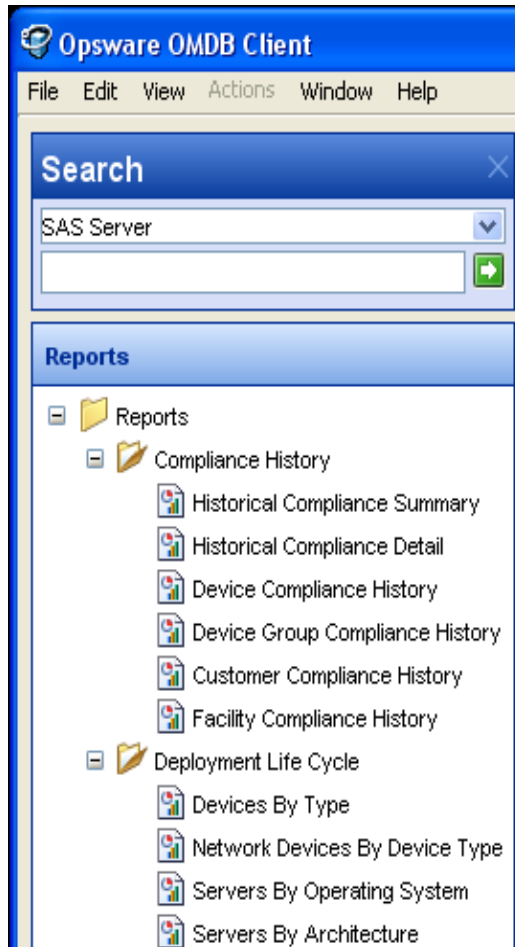 Opsware OMDB Client
File Edit View Actions Window Help
Search
SAS Server
Reports
Reports
Compliance History
Historical Compliance Summary
Historical Compliance Detail
Device Compliance History
Device Group Compliance History
Customer Compliance History
Facility Compliance History
Deployment Life Cycle
Devices By Type
Network Devices By Device Type
Servers By Operating System
Servers By Architecture